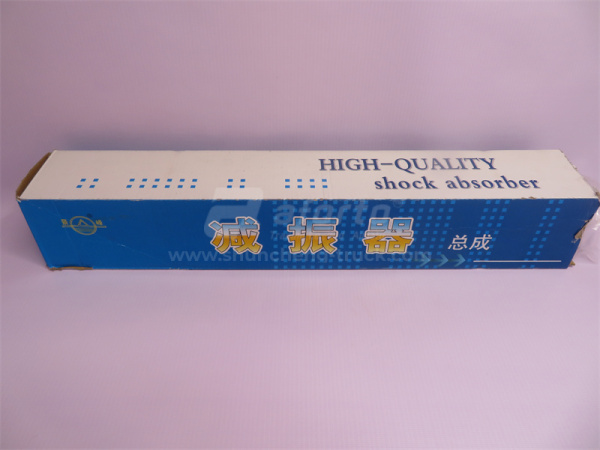 HIGH-QUALITY
shock absorber
减振器 总成